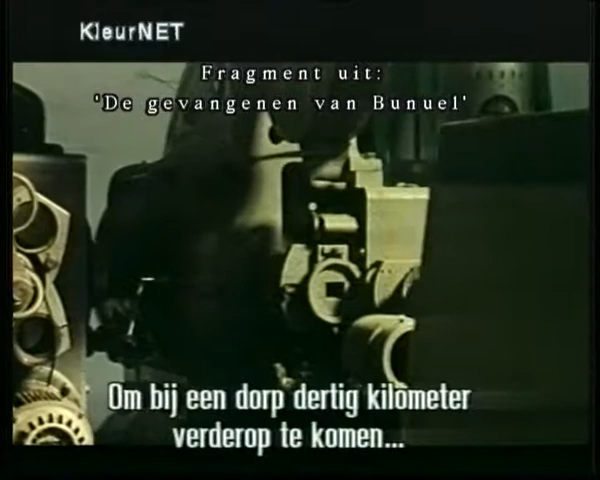 KleurNET
Fragment uit:
'De gevangenen van Bunuel'
Om bij een dorp dertig kilometer
verderop te komen...